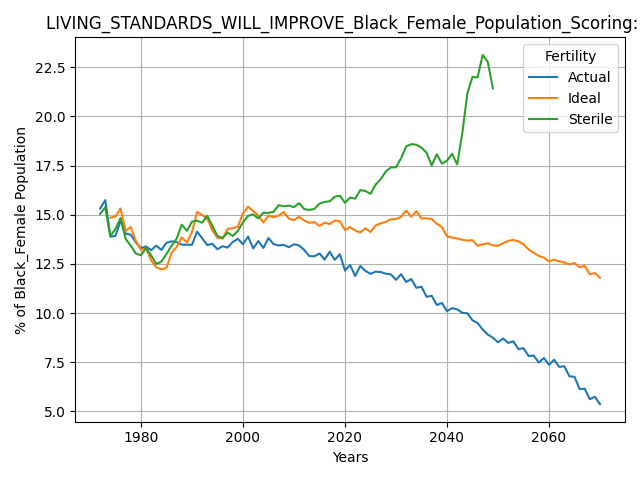 LIVING_STANDARDS_WILL_IMPROVE_Black_Female_Population_Scoring:
Fertility
Actual
Ideal
Sterile
% of Black_Female Population
22.5
20.0
17.5
15.0
12.5
10.0
7.5
5.0
1980 2000 2020 2040 2060
Years